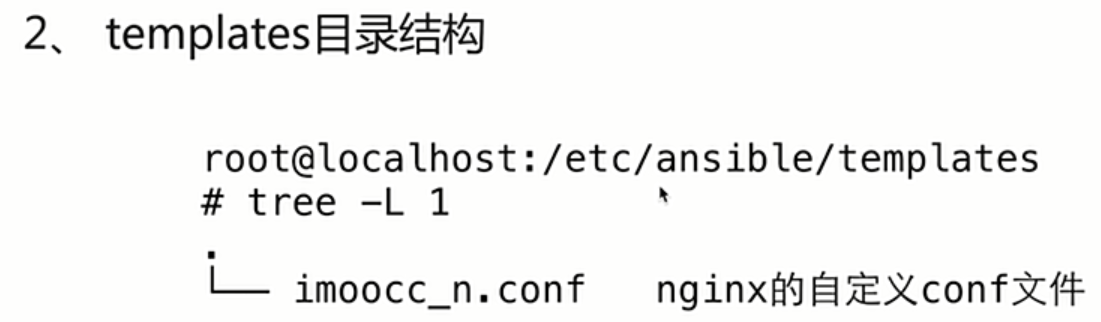 2、 templates目录结构
root@localhost:/etc/ansible/templates
# tree -L 1
.
└── imoocc_n.conf   nginx的自定义conf文件